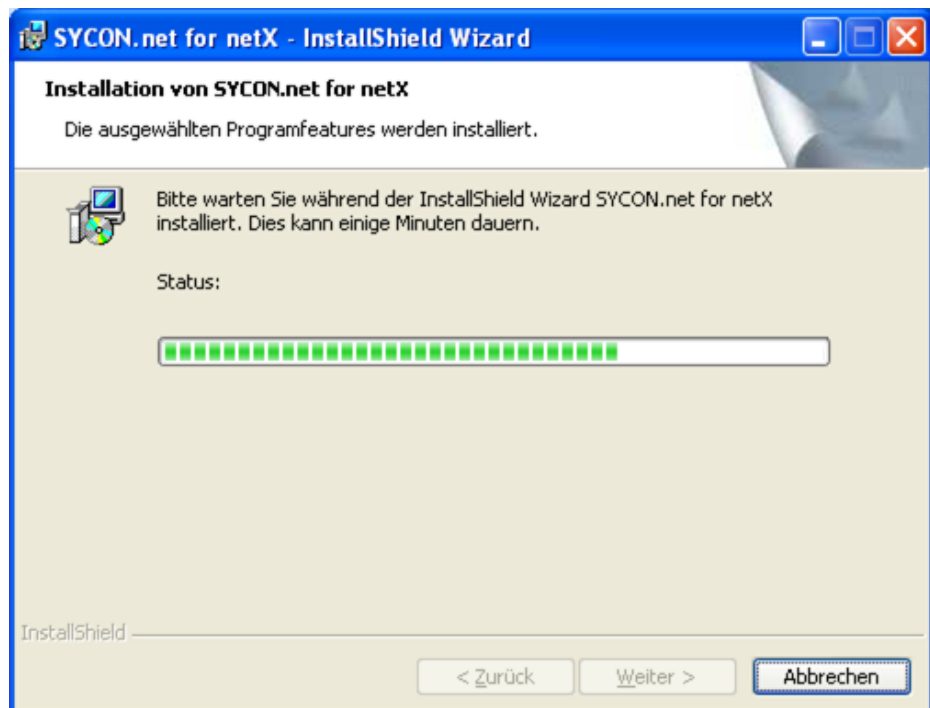 SYCON.net for netX - InstallShield Wizard
Installation von SYCON.net for netX
Die ausgewählten Programfeatures werden installiert.
Bitte warten Sie während der InstallShield Wizard SYCON.net for netX
installiert. Dies kann einige Minuten dauern.
Status:
InstallShield
< Zurück
Weiter >
Abbrechen